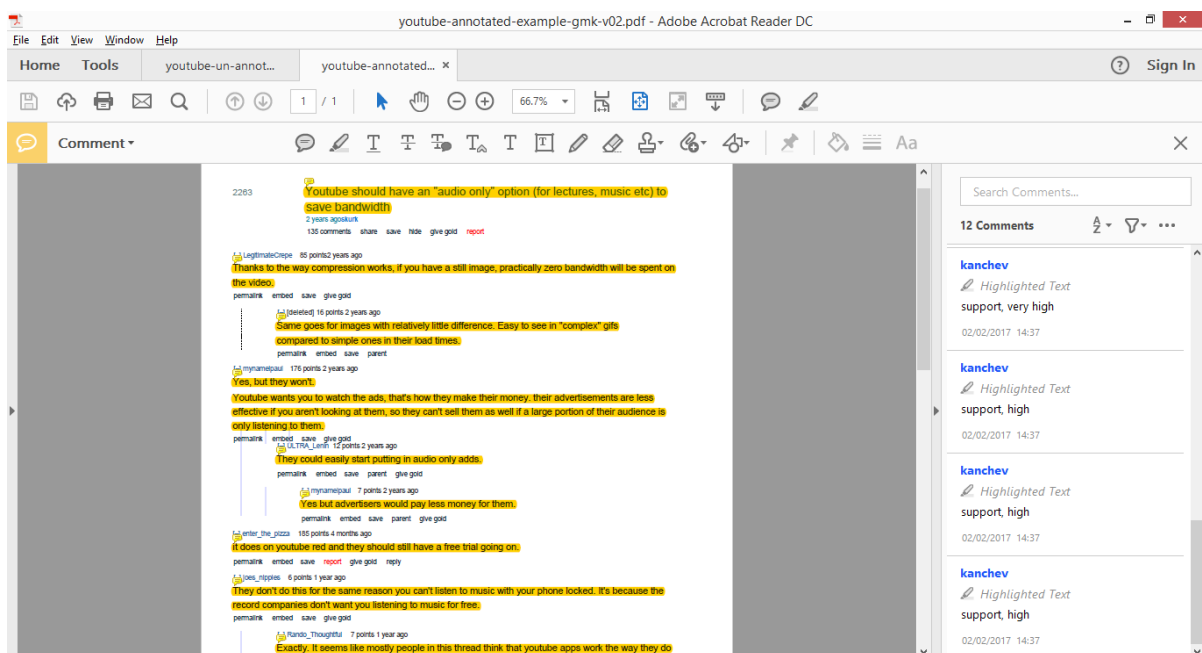 youtube-annotated-example-gmk-v02.pdf - Adobe Acrobat Reader DC
File Edit View Window Help
Home Tools youtube-un-annot... youtube-annotated... × ? Sign In
1 / 1 66.7%
Comment
2263
Youtube should have an "audio only" option (for lectures, music etc) to
save bandwidth
2 years agoskurk
135 comments share save hide give gold report
[-] LegitimateCrepe 85 points2 years ago
Thanks to the way compression works, if you have a still image, practically zero bandwidth will be spent on
the video.
permalink embed save give gold
[-] [deleted] 16 points 2 years ago
Same goes for images with relatively little difference. Easy to see in "complex" gifs
compared to simple ones in their load times.
permalink embed save parent
[-] mynameipaul 176 points 2 years ago
Yes, but they won't.
Youtube wants you to watch the ads, that's how they make their money. their advertisements are less
effective if you aren't looking at them, so they can't sell them as well if a large portion of their audience is
only listening to them.
permalink embed save give gold
[-] ULTRA_Lenin 12 points 2 years ago
They could easily start putting in audio only adds.
permalink embed save parent give gold
[-] mynameipaul 7 points 2 years ago
Yes but advertisers would pay less money for them.
permalink embed save parent give gold
[-] enter_the_pizza 185 points 4 months ago
it does on youtube red and they should still have a free trial going on.
permalink embed save report give gold reply
[-] joes_nipples 6 points 1 year ago
They don't do this for the same reason you can't listen to music with your phone locked. It's because the
record companies don't want you listening to music for free.
permalink embed save give gold
[-] Rando_Thoughtful 7 points 1 year ago
Exactly. It seems like mostly people in this thread think that youtube apps work the way they do
Search Comments...
12 Comments
kanchev
Highlighted Text
support, very high
02/02/2017 14:37
kanchev
Highlighted Text
support, high
02/02/2017 14:37
kanchev
Highlighted Text
support, high
02/02/2017 14:37
kanchev
Highlighted Text
support, high
02/02/2017 14:37